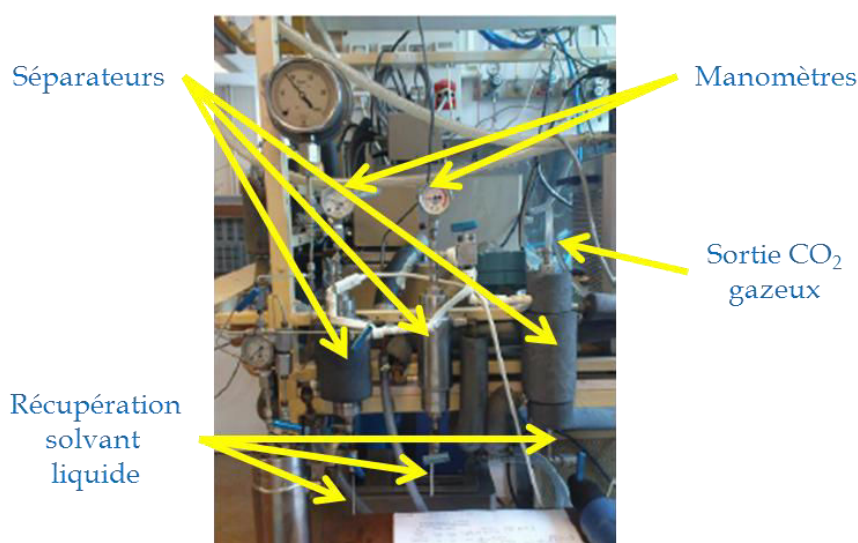 Séparateurs
Manomètres
Sortie CO₂
gazeux
Récupération
solvant
liquide